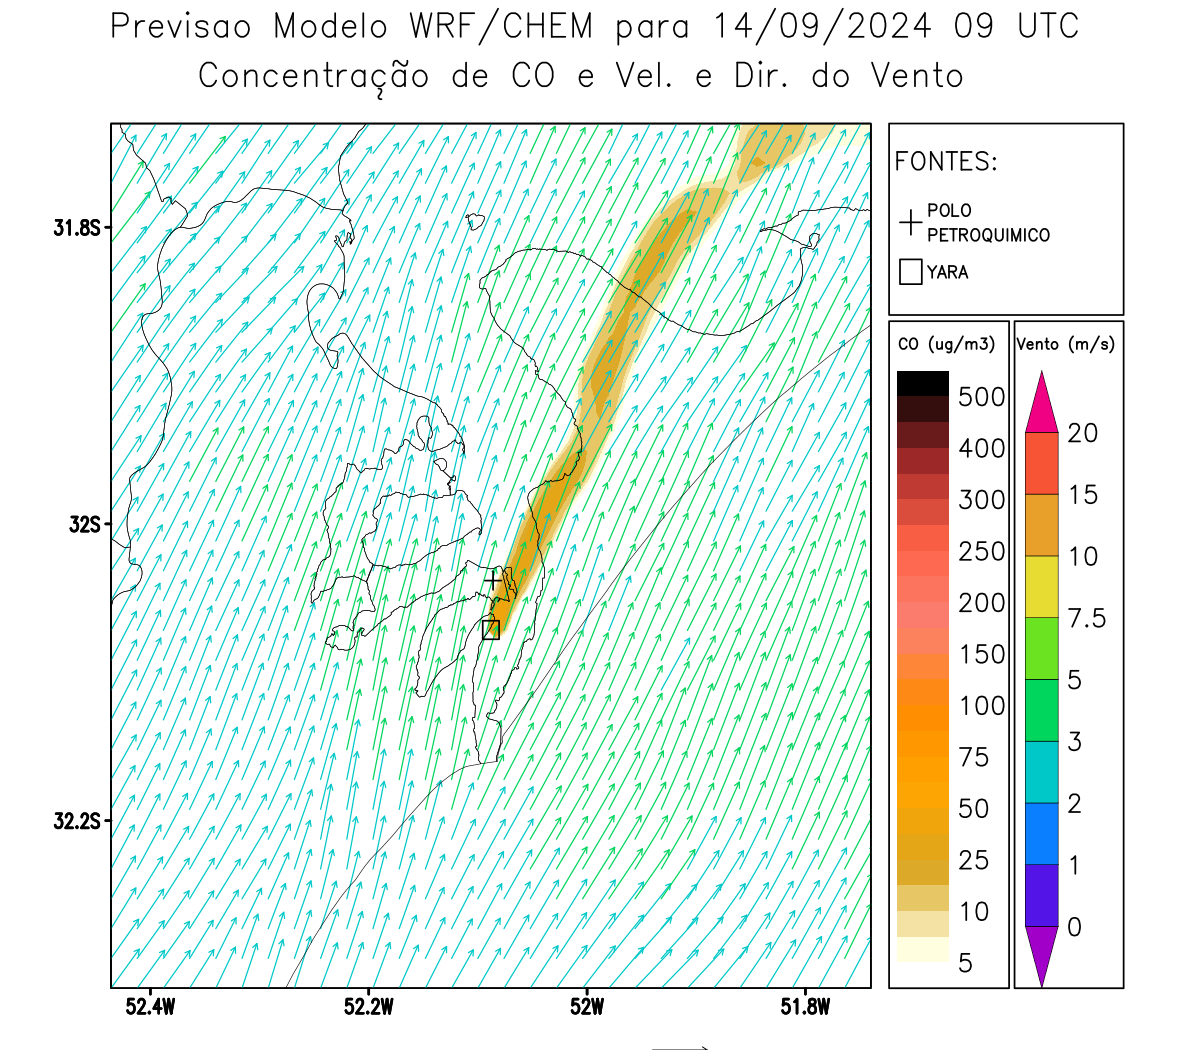 Previsao Modelo WRF/CHEM para 14/09/2024 09 UTC
Concentração de CO e Vel. e Dir. do Vento
FONTES:
POLO
PETROQUIMICO
YARA
31.8S
32S
32.2S
52.4W
52.2W
52W
51.8W
CO (ug/m3)
500
400
300
250
200
150
100
75
50
25
10
5
Vento (m/s)
20
15
10
7.5
5
3
2
1
0